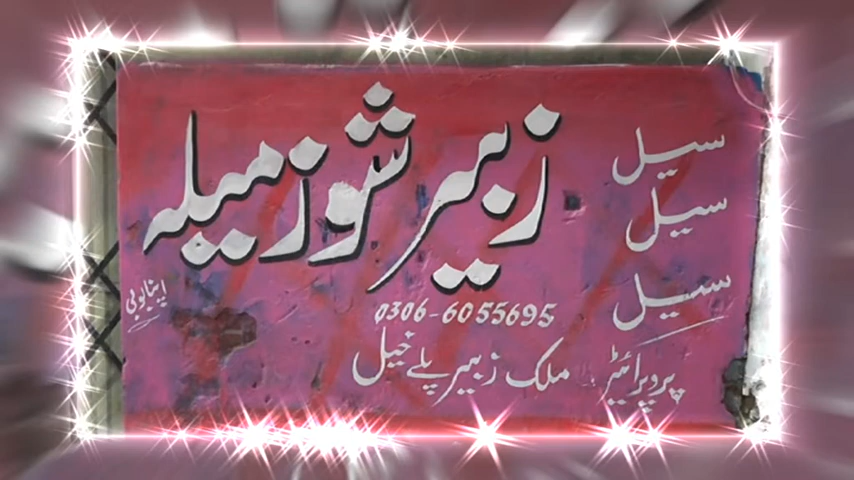 زبیر شوز میلہ
سیل
سیل
سیل
0306-6055695
پروپرائیٹر ملک زبیر پلے خیل